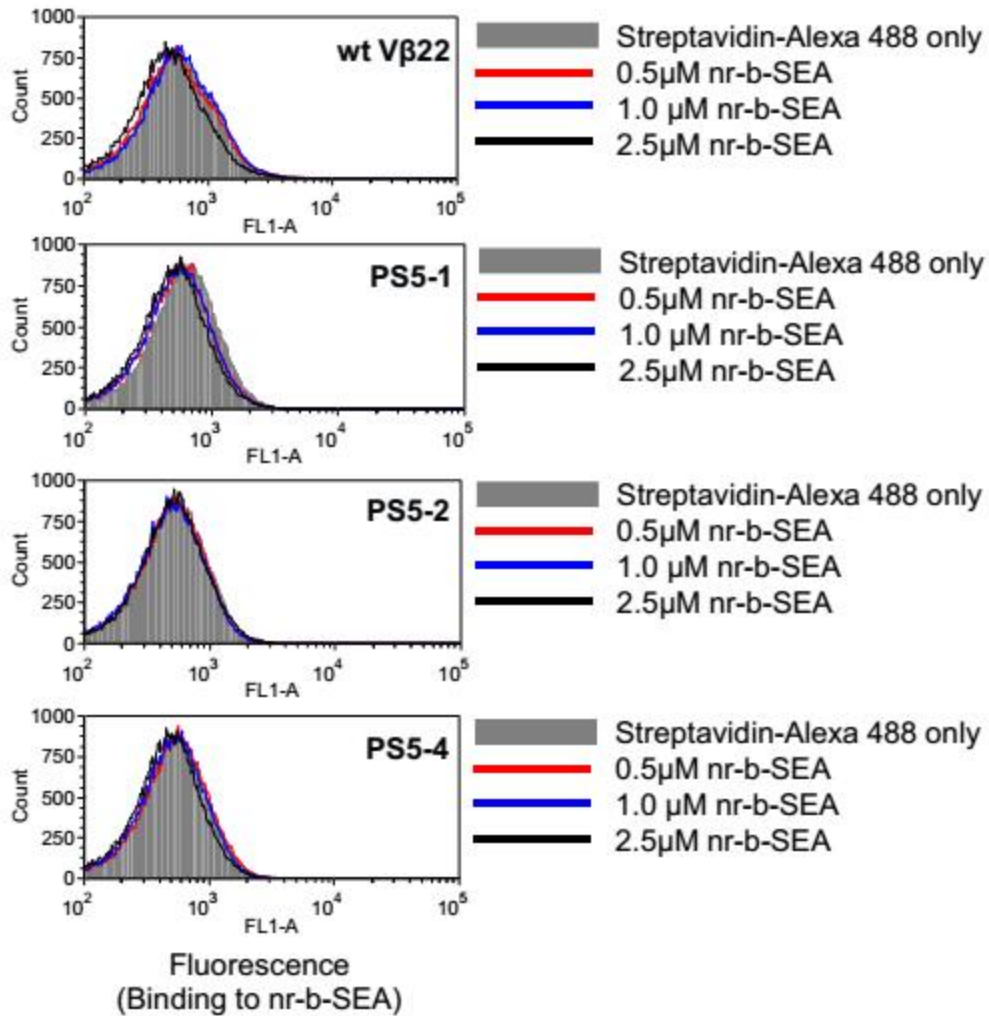 1000
750
500
250
0
Count
wt Vβ22
10² 10³ 10⁴ 10⁵
FL1-A
Streptavidin-Alexa 488 only
0.5µM nr-b-SEA
1.0 µM nr-b-SEA
2.5µM nr-b-SEA
1000
750
500
250
0
Count
PS5-1
10² 10³ 10⁴ 10⁵
FL1-A
Streptavidin-Alexa 488 only
0.5µM nr-b-SEA
1.0 µM nr-b-SEA
2.5µM nr-b-SEA
1000
750
500
250
0
Count
PS5-2
10² 10³ 10⁴ 10⁵
FL1-A
Streptavidin-Alexa 488 only
0.5µM nr-b-SEA
1.0 µM nr-b-SEA
2.5µM nr-b-SEA
1000
750
500
250
0
Count
PS5-4
10² 10³ 10⁴ 10⁵
FL1-A
Streptavidin-Alexa 488 only
0.5µM nr-b-SEA
1.0 µM nr-b-SEA
2.5µM nr-b-SEA
Fluorescence
(Binding to nr-b-SEA)